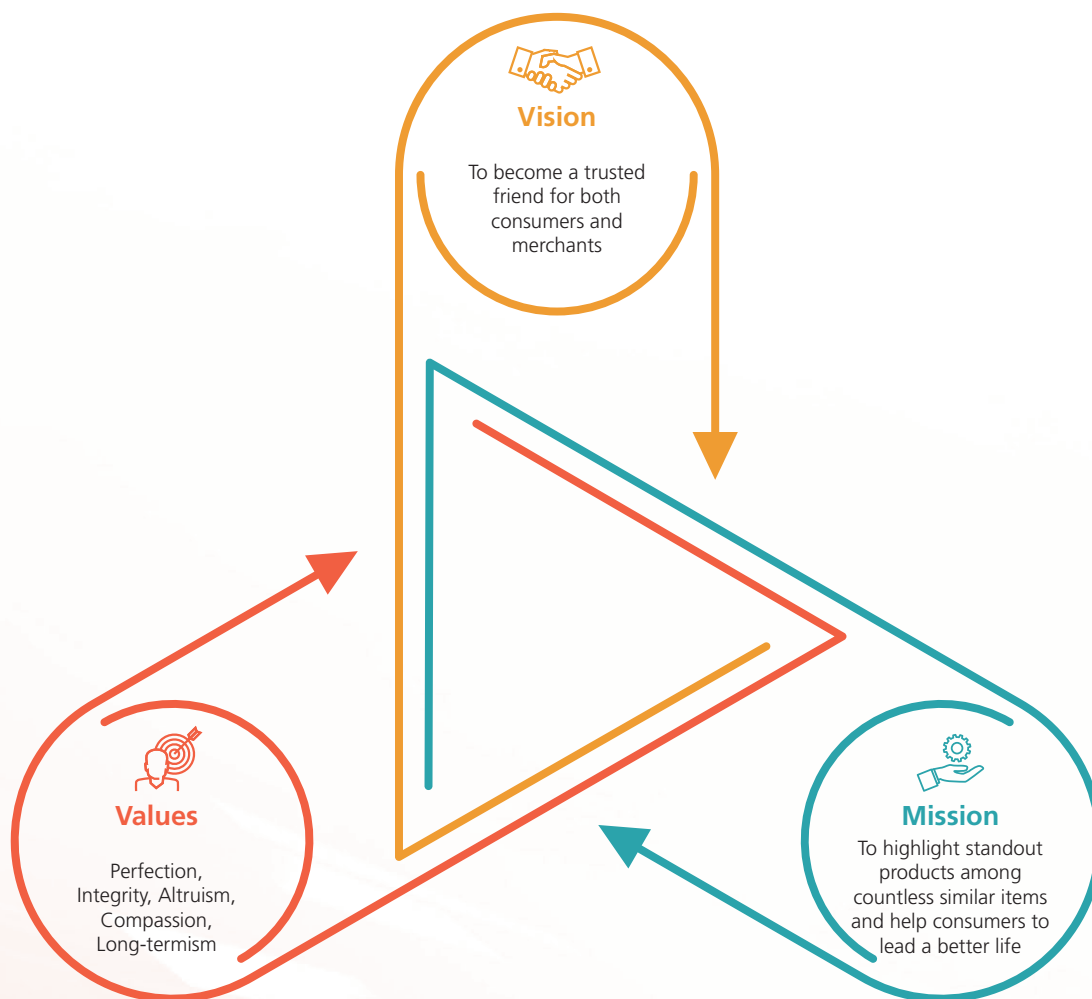 Vision
To become a trusted
friend for both
consumers and
merchants
Values
Perfection,
Integrity, Altruism,
Compassion,
Long-termism
Mission
To highlight standout
products among
countless similar items
and help consumers to
lead a better life